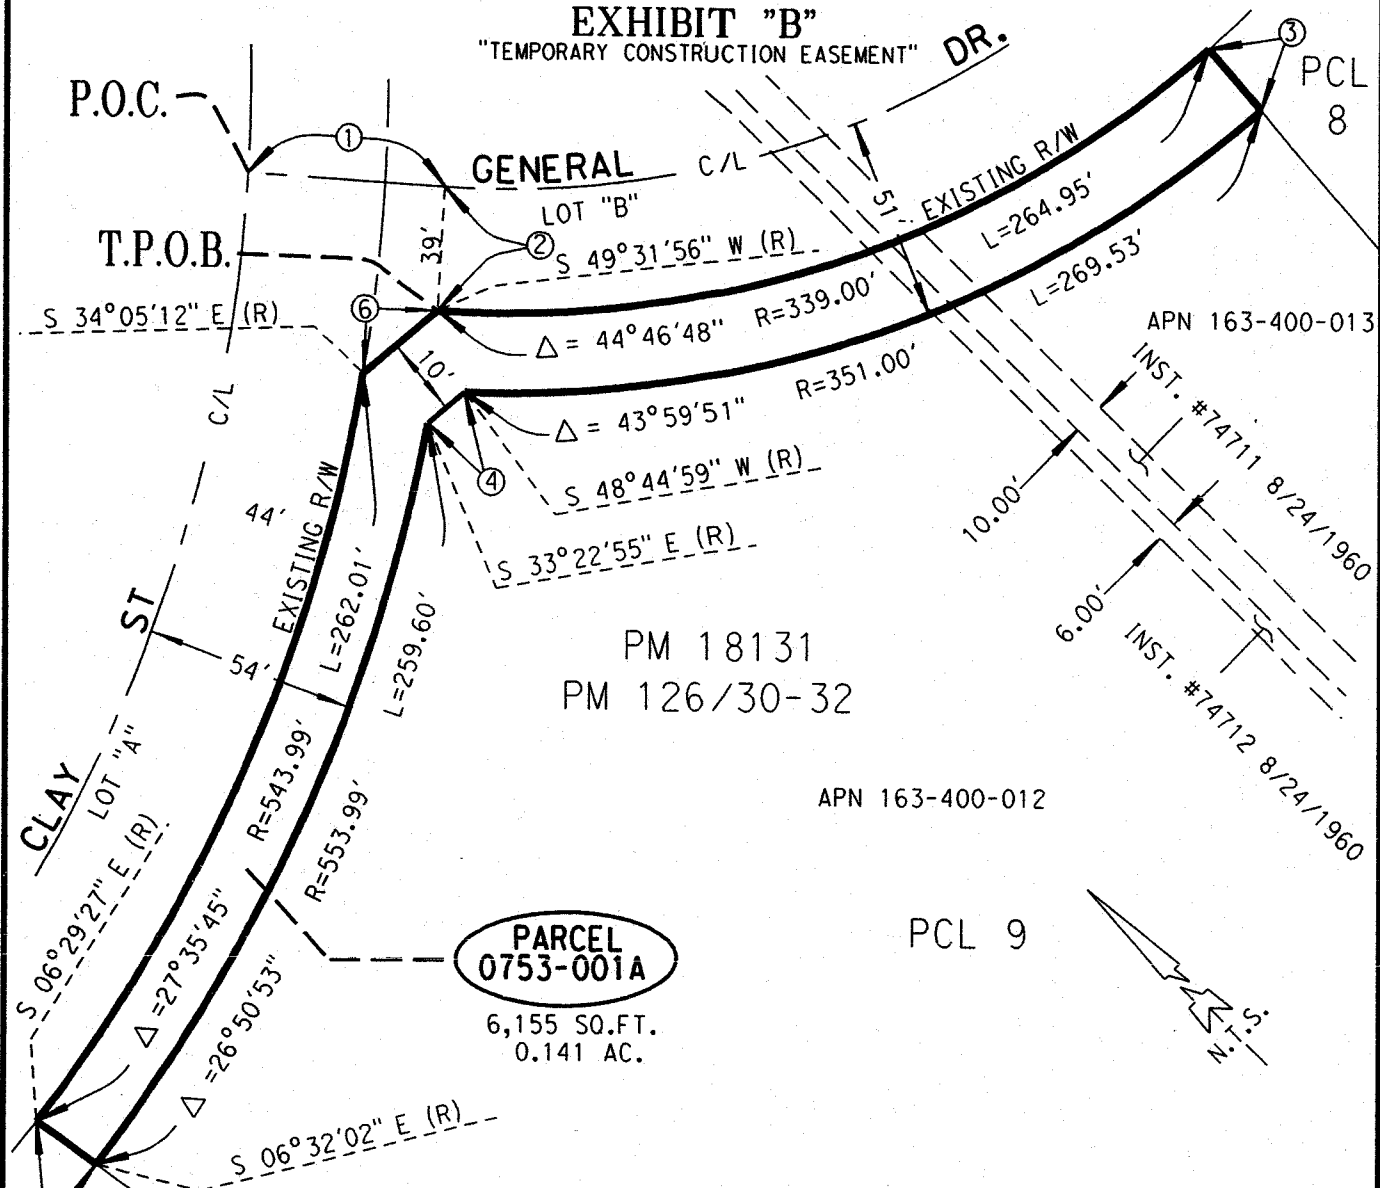 EXHIBIT "B"
"TEMPORARY CONSTRUCTION EASEMENT"
DR.
3
PCL
8
P.O.C.
1
GENERAL
C/L
LOT "B"
51'
EXISTING R/W
L=264.95'
L=269.53'
T.P.O.B.
39'
2
S 49°31'56" W (R)
S 34°05'12" E (R)
6
Δ = 44°46'48"
R=339.00'
APN 163-400-013
C/L
10'
R=351.00'
Δ = 43°59'51"
INST. #74711 8/24/1960
4
S 48°44'59" W (R)
10.00'
44'
EXISTING R/W
S 33°22'55" E (R)
6.00'
INST. #74712 8/24/1960
ST
54'
L=262.01'
L=259.60'
PM 18131
PM 126/30-32
CLAY
LOT "A"
R=543.99'
R=553.99'
APN 163-400-012
S 06°29'27" E (R)
Δ =27°35'45"
Δ =26°50'53"
PARCEL
0753-001A
6,155 SQ.FT.
0.141 AC.
PCL 9
N.T.S.
S 06°32'02" E (R)